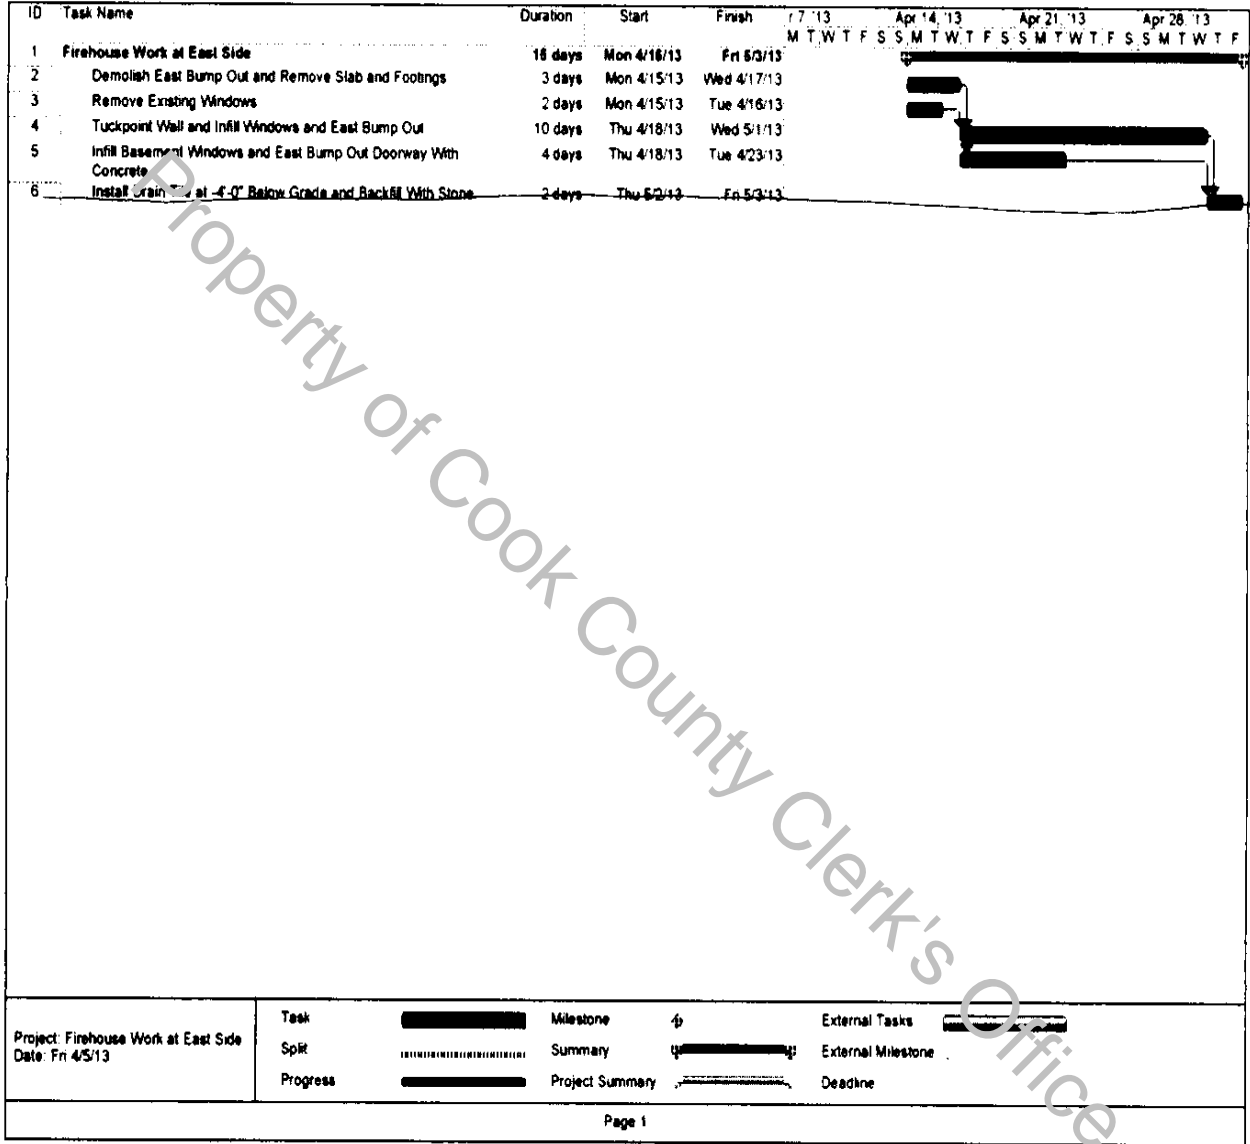 ID Task Name Duration Start Finish r 7 '13 Apr 14, '13 Apr 21, '13 Apr 28, '13
M T W T F S S M T W T F S S M T W T F S S M T W T F
1 Firehouse Work at East Side 15 days Mon 4/15/13 Fri 5/3/13
2 Demolish East Bump Out and Remove Slab and Footings 3 days Mon 4/15/13 Wed 4/17/13
3 Remove Existing Windows 2 days Mon 4/15/13 Tue 4/16/13
4 Tuckpoint Wall and Infill Windows and East Bump Out 10 days Thu 4/18/13 Wed 5/1/13
5 Infill Basement Windows and East Bump Out Doorway With 4 days Thu 4/18/13 Tue 4/23/13
Concrete
6 Install Drain Tile at -4'-0" Below Grade and Backfill With Stone 2 days Thu 5/2/13 Fri 5/3/13
Property of Cook County Clerk's Office
Project: Firehouse Work at East Side
Date: Fri 4/5/13
Task Milestone External Tasks
Split Summary External Milestone
Progress Project Summary Deadline
Page 1